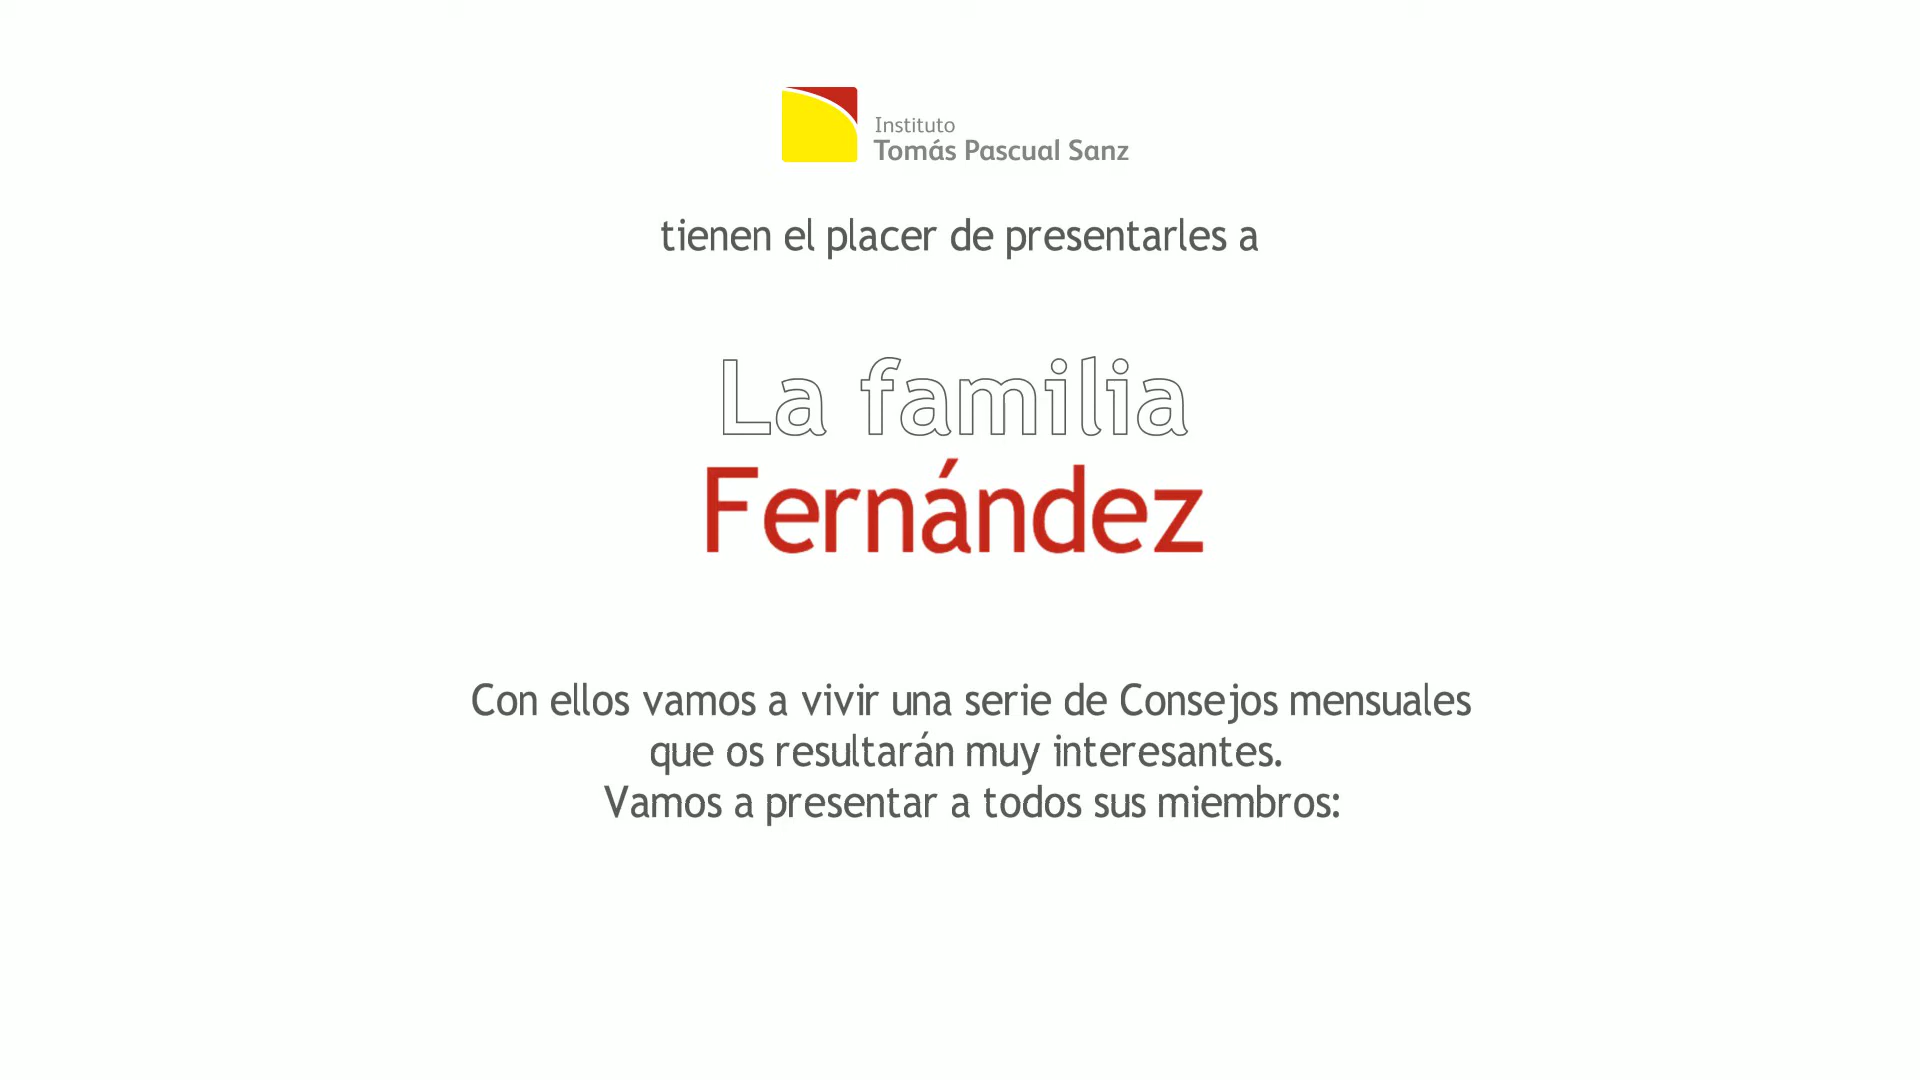 Instituto
Tomás Pascual Sanz
tienen el placer de presentarles a
La familia
Fernández
Con ellos vamos a vivir una serie de Consejos mensuales
que os resultarán muy interesantes.
Vamos a presentar a todos sus miembros: